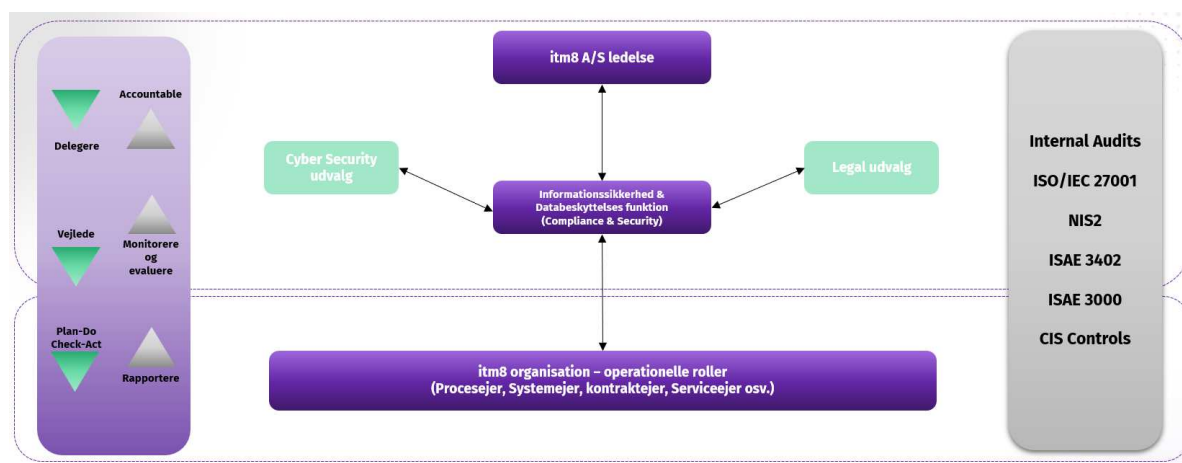 Accountable
Delegere
Vejlede
Monitorere
og
evaluere
Plan-Do
Check-Act
Rapportere
itm8 A/S ledelse
Cyber Security
udvalg
Legal udvalg
Informationssikkerhed &
Databeskyttelses funktion
(Compliance & Security)
itm8 organisation – operationelle roller
(Procesejer, Systemejer, kontraktejer, Serviceejer osv.)
Internal Audits
ISO/IEC 27001
NIS2
ISAE 3402
ISAE 3000
CIS Controls